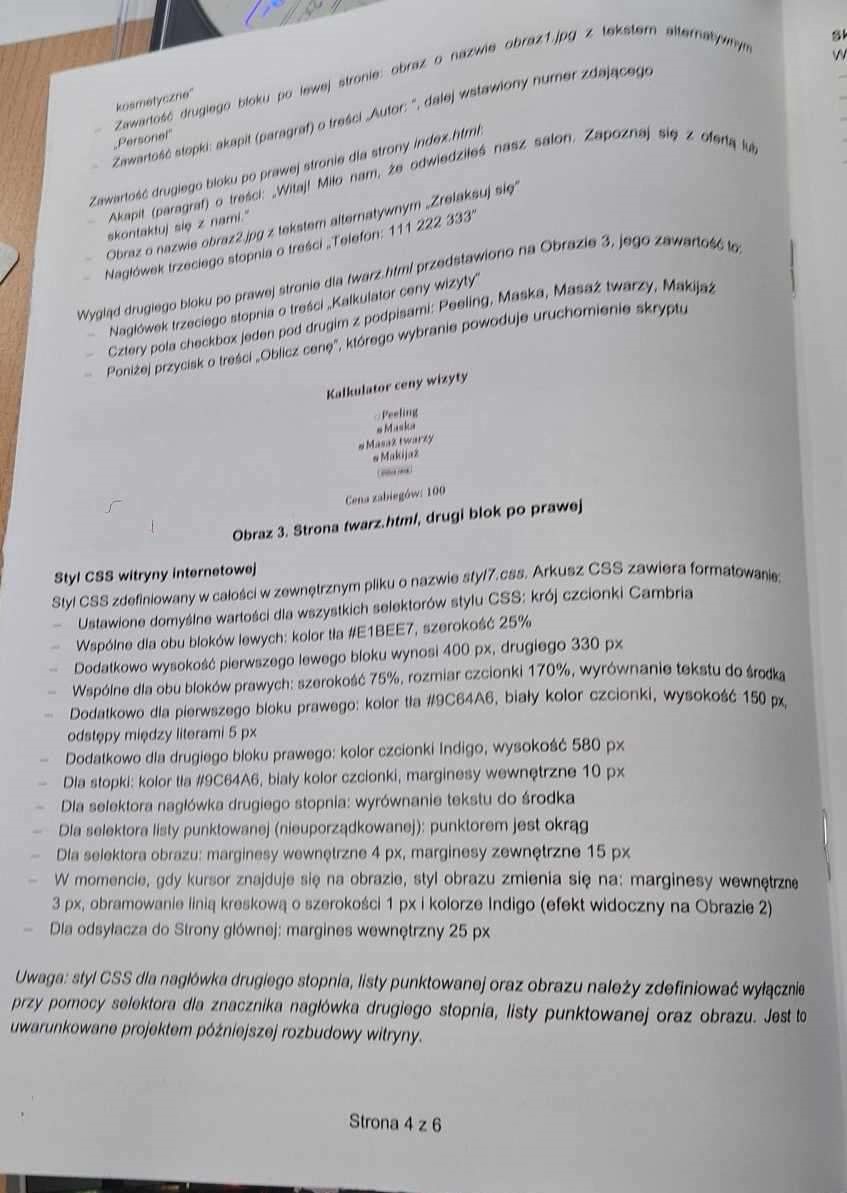 kosmetyczne"
– Zawartość drugiego bloku po lewej stronie: obraz o nazwie obraz1.jpg z tekstem alternatywnym
„Personel"
– Zawartość stopki: akapit (paragraf) o treści „Autor: ", dalej wstawiony numer zdającego
Zawartość drugiego bloku po prawej stronie dla strony index.html:
– Akapit (paragraf) o treści: „Witaj! Miło nam, że odwiedziłeś nasz salon. Zapoznaj się z ofertą lub
skontaktuj się z nami."
– Obraz o nazwie obraz2.jpg z tekstem alternatywnym „Zrelaksuj się"
– Nagłówek trzeciego stopnia o treści „Telefon: 111 222 333"
Wygląd drugiego bloku po prawej stronie dla twarz.html przedstawiono na Obrazie 3, jego zawartość to:
– Nagłówek trzeciego stopnia o treści „Kalkulator ceny wizyty"
– Cztery pola checkbox jeden pod drugim z podpisami: Peeling, Maska, Masaż twarzy, Makijaż
– Poniżej przycisk o treści „Oblicz cenę", którego wybranie powoduje uruchomienie skryptu
Kalkulator ceny wizyty
Peeling
Maska
Masaż twarzy
Makijaż
Cena zabiegów: 100
Obraz 3. Strona twarz.html, drugi blok po prawej
Styl CSS witryny internetowej
Styl CSS zdefiniowany w całości w zewnętrznym pliku o nazwie styl7.css. Arkusz CSS zawiera formatowanie:
– Ustawione domyślne wartości dla wszystkich selektorów stylu CSS: krój czcionki Cambria
– Wspólne dla obu bloków lewych: kolor tła #E1BEE7, szerokość 25%
– Dodatkowo wysokość pierwszego lewego bloku wynosi 400 px, drugiego 330 px
– Wspólne dla obu bloków prawych: szerokość 75%, rozmiar czcionki 170%, wyrównanie tekstu do środka
– Dodatkowo dla pierwszego bloku prawego: kolor tła #9C64A6, biały kolor czcionki, wysokość 150 px,
odstępy między literami 5 px
– Dodatkowo dla drugiego bloku prawego: kolor czcionki Indigo, wysokość 580 px
– Dla stopki: kolor tła #9C64A6, biały kolor czcionki, marginesy wewnętrzne 10 px
– Dla selektora nagłówka drugiego stopnia: wyrównanie tekstu do środka
– Dla selektora listy punktowanej (nieuporządkowanej): punktorem jest okrąg
– Dla selektora obrazu: marginesy wewnętrzne 4 px, marginesy zewnętrzne 15 px
– W momencie, gdy kursor znajduje się na obrazie, styl obrazu zmienia się na: marginesy wewnętrzne
3 px, obramowanie linią kreskową o szerokości 1 px i kolorze Indigo (efekt widoczny na Obrazie 2)
– Dla odsyłacza do Strony głównej: margines wewnętrzny 25 px
Uwaga: styl CSS dla nagłówka drugiego stopnia, listy punktowanej oraz obrazu należy zdefiniować wyłącznie
przy pomocy selektora dla znacznika nagłówka drugiego stopnia, listy punktowanej oraz obrazu. Jest to
uwarunkowane projektem późniejszej rozbudowy witryny.
Strona 4 z 6